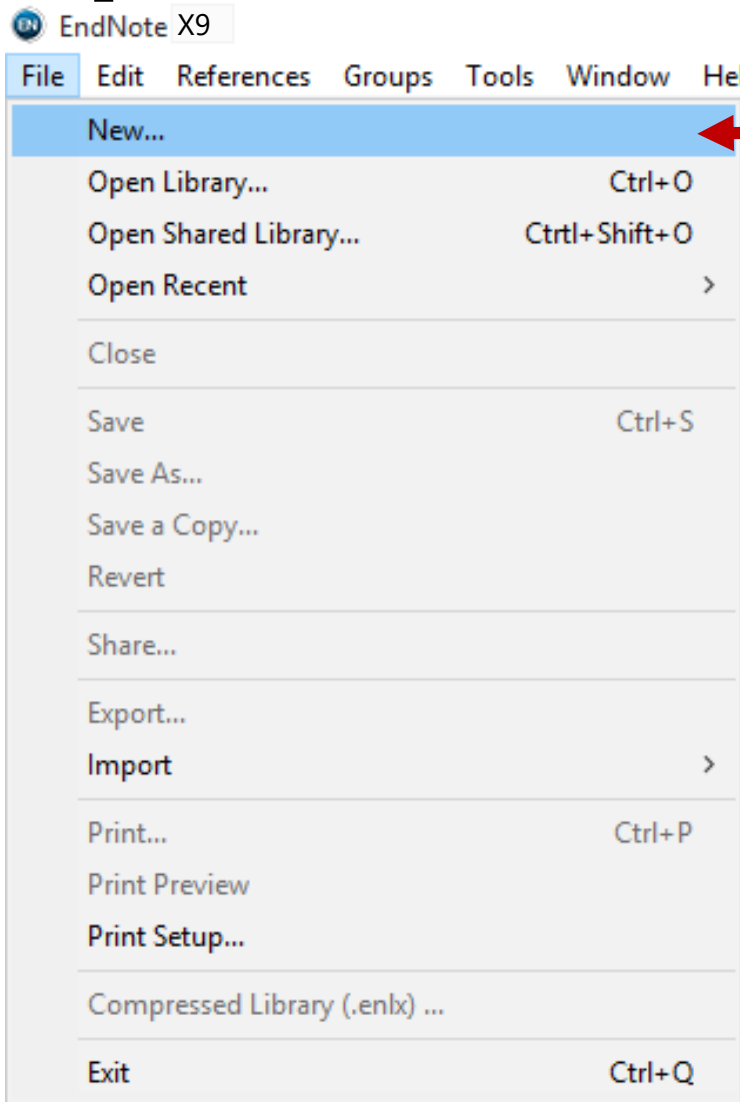 EndNote X9
File Edit References Groups Tools Window Hel
New...
Open Library... Ctrl+O
Open Shared Library... Ctrtl+Shift+O
Open Recent >
Close
Save Ctrl+S
Save As...
Save a Copy...
Revert
Share...
Export...
Import >
Print... Ctrl+P
Print Preview
Print Setup...
Compressed Library (.enlx) ...
Exit Ctrl+Q